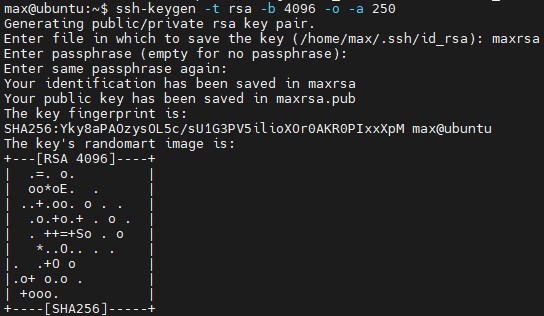 max@ubuntu:~$ ssh-keygen -t rsa -b 4096 -o -a 250
Generating public/private rsa key pair.
Enter file in which to save the key (/home/max/.ssh/id_rsa): maxrsa
Enter passphrase (empty for no passphrase):
Enter same passphrase again:
Your identification has been saved in maxrsa
Your public key has been saved in maxrsa.pub
The key fingerprint is:
SHA256:Yky8aPAOzysOL5c/sU1G3PV5ilioXOr0AKR0PIxxXpM max@ubuntu
The key's randomart image is:
+---[RSA 4096]----+
|  .=. o.         |
|  oo*oE.  .      |
| ..+.oo. o . .   |
|  .o.+o.+ . o .  |
|  . ++=+So . o   |
|   *..O.. . .    |
|.  .+O o         |
|.o+ o.o .        |
| +ooo.           |
+----[SHA256]-----+